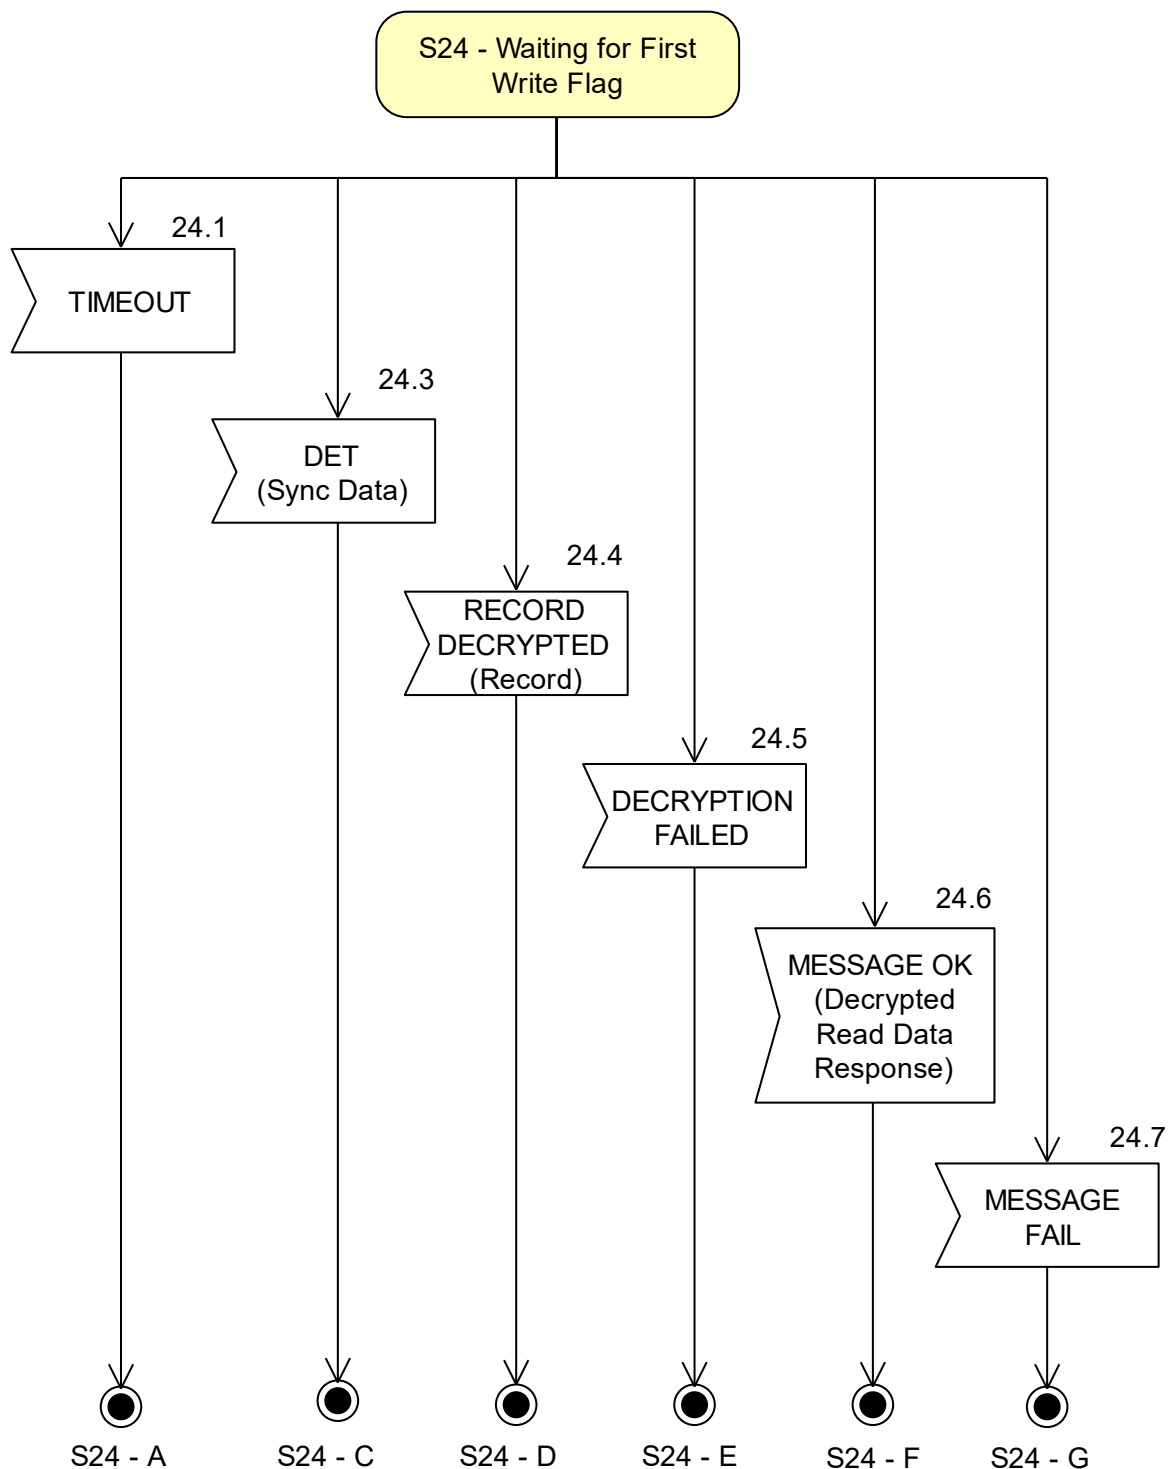 S24 - Waiting for First
Write Flag
24.1
TIMEOUT
24.3
DET
(Sync Data)
24.4
RECORD
DECRYPTED
(Record)
24.5
DECRYPTION
FAILED
24.6
MESSAGE OK
(Decrypted
Read Data
Response)
24.7
MESSAGE
FAIL
S24 - A
S24 - C
S24 - D
S24 - E
S24 - F
S24 - G